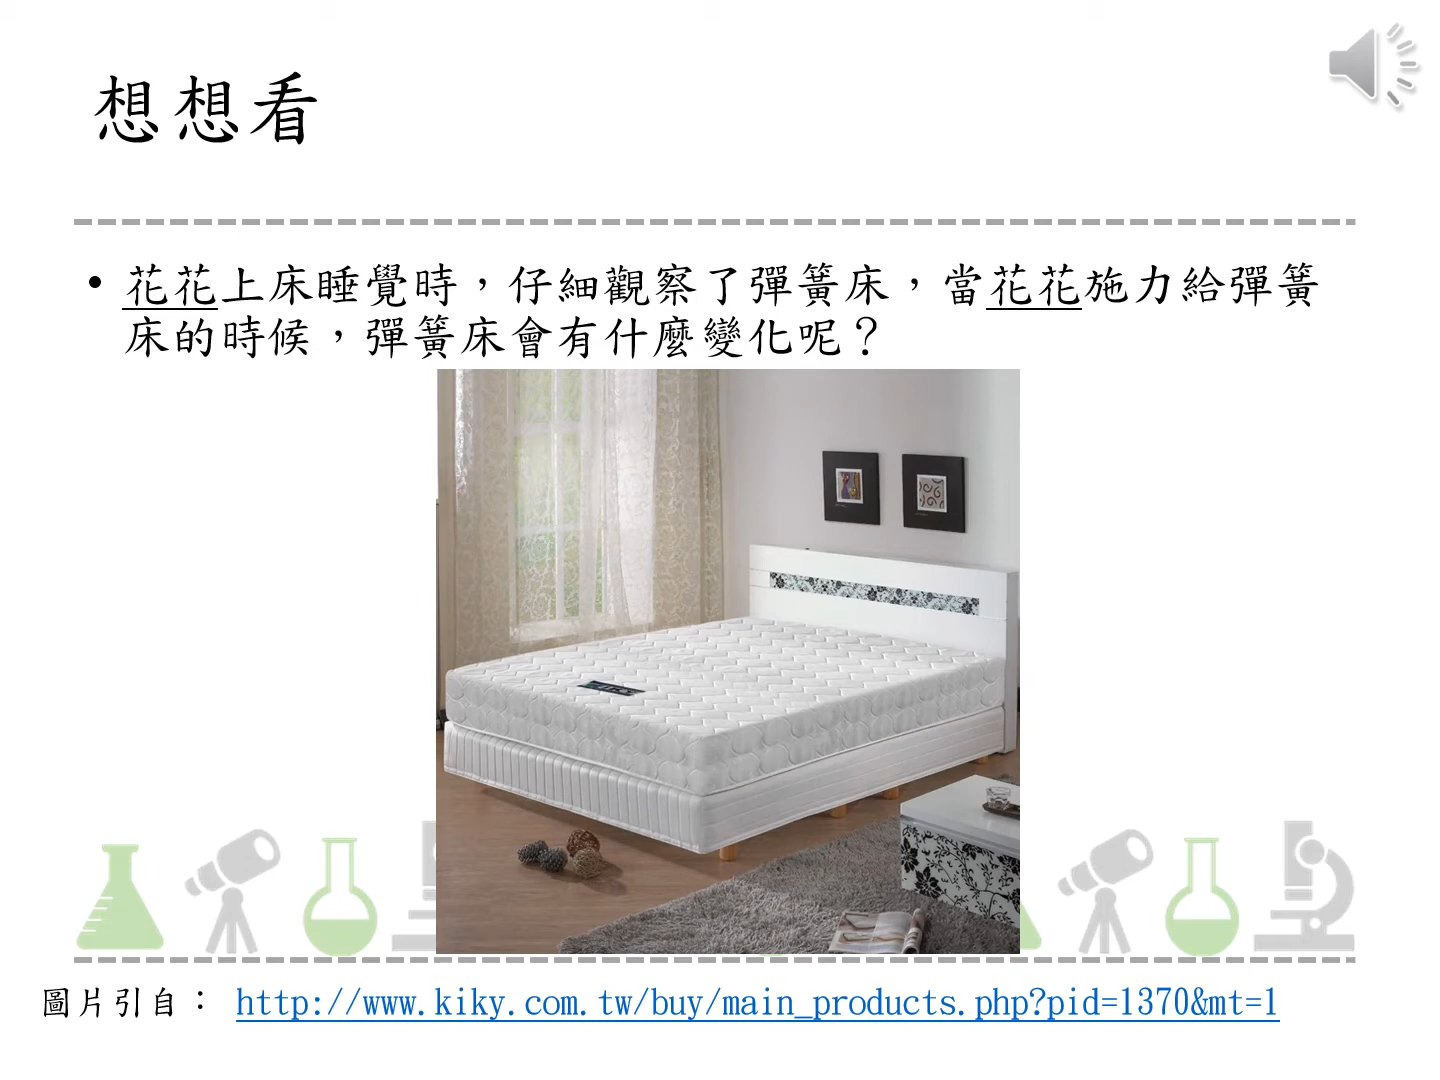 想想看
• 花花上床睡覺時，仔細觀察了彈簧床，當花花施力給彈簧
床的時候，彈簧床會有什麼變化呢？
圖片引自： http://www.kiky.com.tw/buy/main_products.php?pid=1370&mt=1